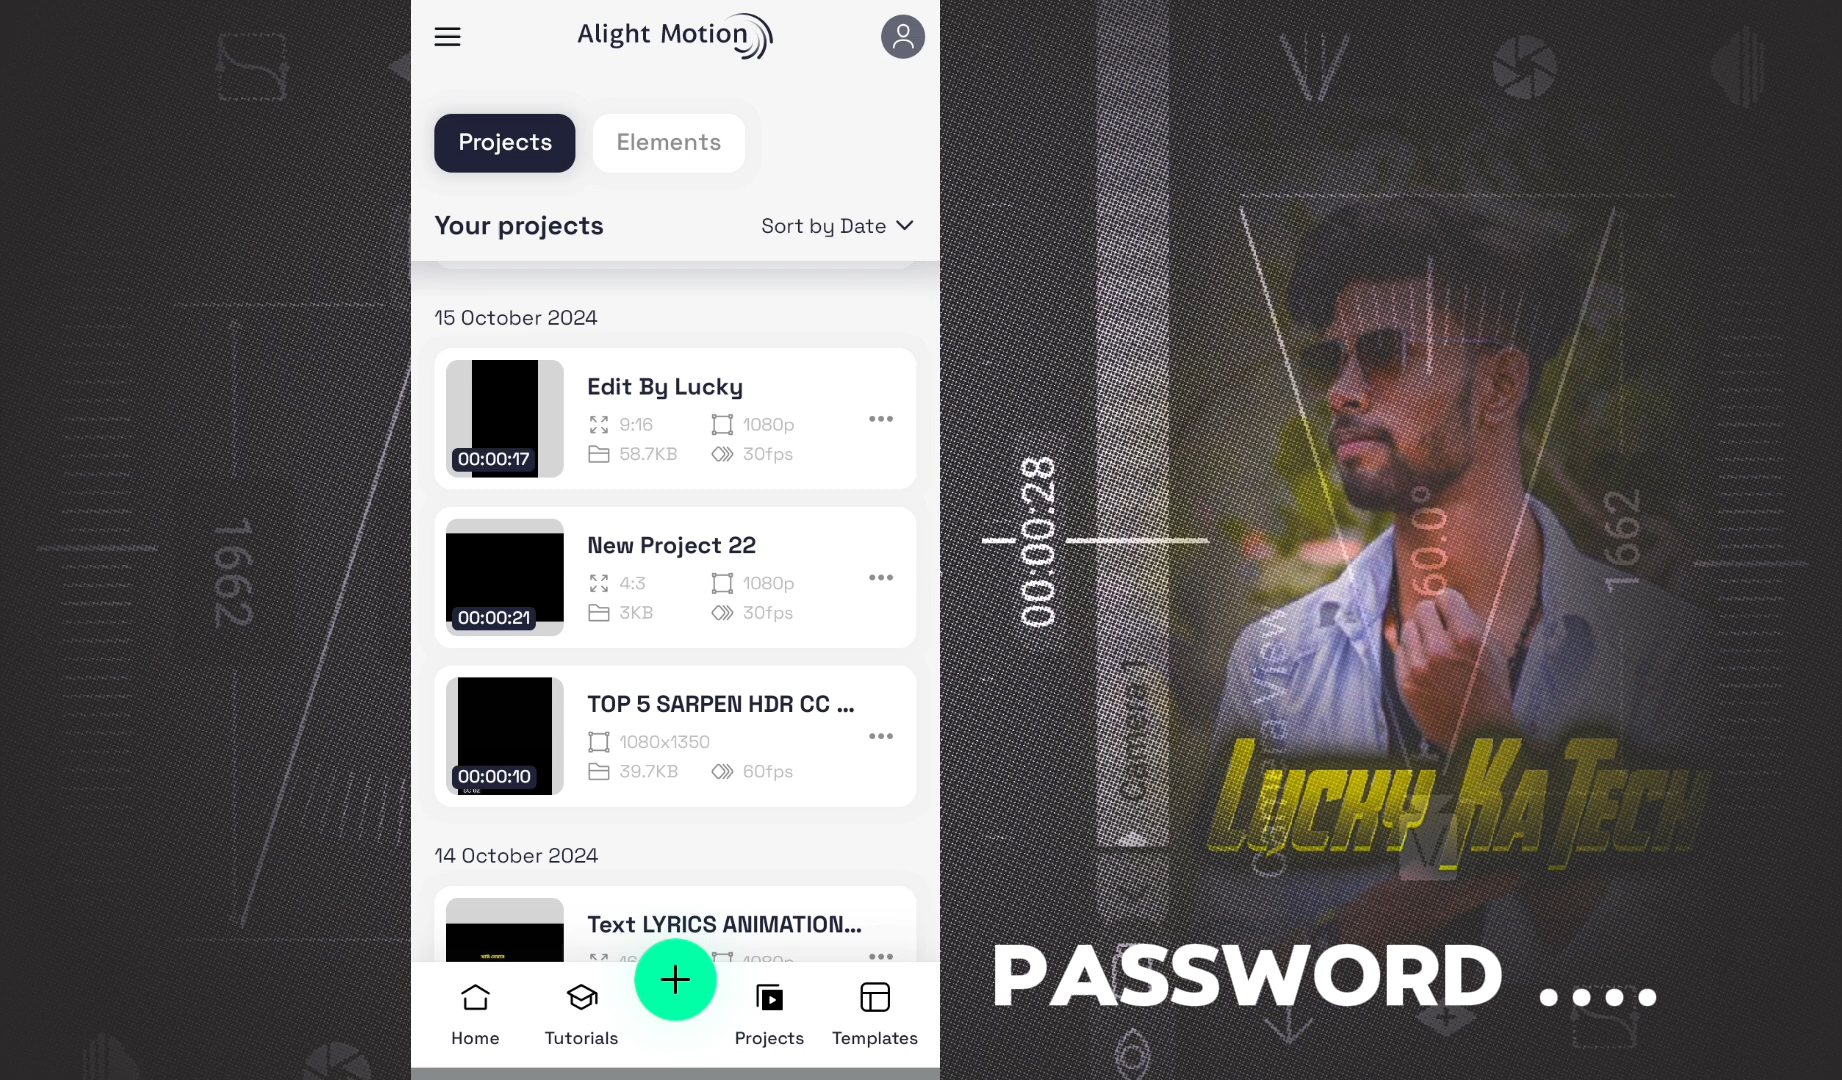 Alight Motion
Projects
Elements
Your projects
Sort by Date
15 October 2024
Edit By Lucky
9:16
1080p
58.7KB
30fps
00:00:17
New Project 22
4:3
1080p
3KB
30fps
00:00:21
TOP 5 SARPEN HDR CC ...
1080x1350
39.7KB
60fps
00:00:10
14 October 2024
Text LYRICS ANIMATION...
1080p
Home
Tutorials
Projects
Templates
1662
00:00:28
Camera View
60.0°
1662
LUCKY KA TECH
PASSWORD ....